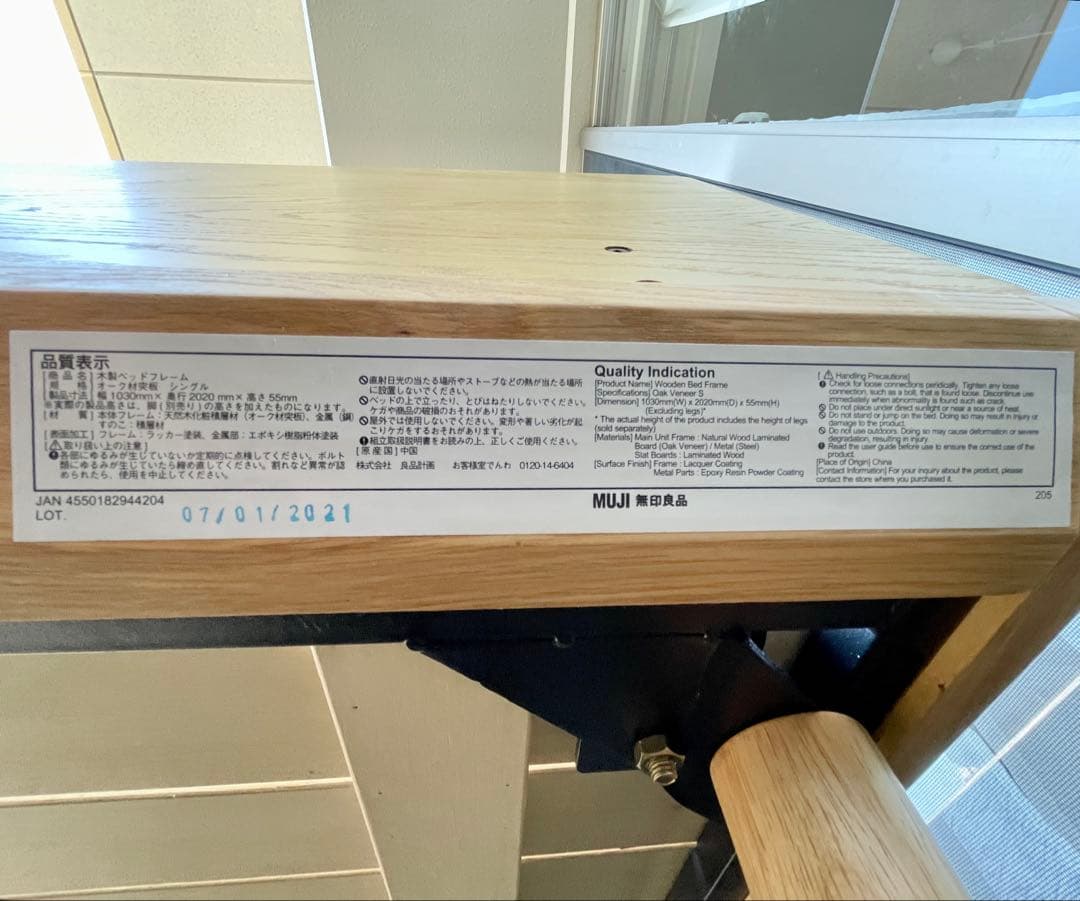 品質表示
[商品名] 木製ベッドフレーム
[規格] オーク材突板 シングル
製品寸法] 幅 1030mm× 奥行 2020 mm× 高さ 55mm
※実際の製品高さは、脚(別売り)の高さを加えたものになります。
[材質] 本体フレーム:天然木化粧積層材(オーク材突板)、金属(鋼)
すのこ:積層材
[表面加工] フレーム:ラッカー塗装、金属部:エポキシ樹脂粉体塗装
[⚠取り扱い上の注意]
各部にゆるみが生じていないか定期的に点検してください。ボルト
類にゆるみが生じていたら締め直してください。割れなど異常が認
められたら、使用を中止してください。
直射日光の当たる場所やストーブなどの熱が当たる場所
に設置しないでください。
ベッドの上で立ったり、とびはねたりしないでください。
ケガや商品の破損のおそれがあります。
屋外では使用しないでください。変形や著しい劣化が起
こりケガをするおそれがあります。
組立取扱説明書をお読みの上、正しくご使用ください。
[原産国] 中国
株式会社 良品計画 お客様室でんわ 0120-14-6404
Quality Indication
[Product Name] Wooden Bed Frame
[Specifications] Oak Veneer S
[Dimension] 1030mm(W) x 2020mm(D) x 55mm(H)
(Excluding legs)*
* The actual height of the product includes the height of legs
(sold separately)
[Materials] Main Unit Frame : Natural Wood Laminated
Board (Oak Veneer) / Metal (Steel)
Slat Boards : Laminated Wood
[Surface Finish] Frame : Lacquer Coating
Metal Parts : Epoxy Resin Powder Coating
[⚠ Handling Precautions]
Check for loose connections peridically. Tighten any loose
connection, such as a bolt, that is found loose. Discontinue use
immediately when abnormality is found such as crack.
Do not place under direct sunlight or near a source of heat.
Do not stand or jump on the bed. Doing so may result in injury or
damage to the product.
Do not use outdoors. Doing so may cause deformation or severe
degradation, resulting in injury.
Read the user guide before use to ensure the correct use of the
product.
[Place of Origin] China
[Contact Information] For your inquiry about the product, please
contact the store where you purchased it.
JAN 4550182944204
LOT. 07/01/2021
MUJI 無印良品
205